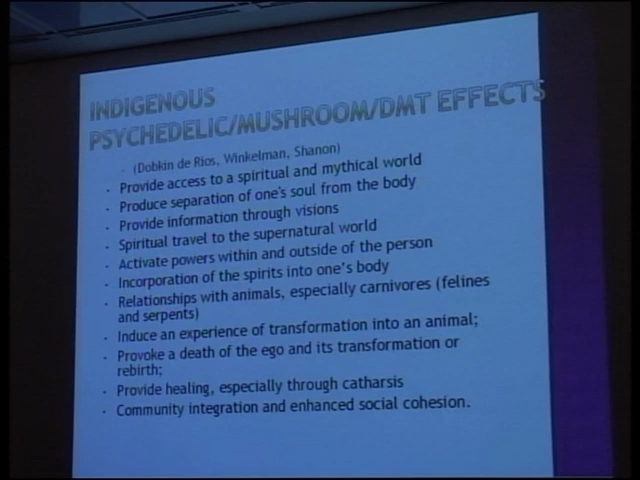 INDIGENOUS
PSYCHEDELIC/MUSHROOM/DMT EFFECTS
- (Dobkin de Rios, Winkelman, Shanon)
- Provide access to a spiritual and mythical world
- Produce separation of one's soul from the body
- Provide information through visions
- Spiritual travel to the supernatural world
- Activate powers within and outside of the person
- Incorporation of the spirits into one's body
- Relationships with animals, especially carnivores (felines
and serpents)
- Induce an experience of transformation into an animal;
- Provoke a death of the ego and its transformation or
rebirth;
- Provide healing, especially through catharsis
- Community integration and enhanced social cohesion.